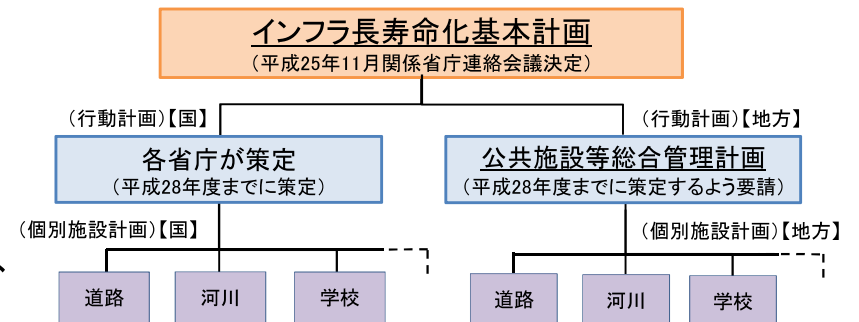 インフラ長寿命化基本計画
(平成25年11月関係省庁連絡会議決定)
(行動計画)【国】
(行動計画)【地方】
各省庁が策定
(平成28年度までに策定)
公共施設等総合管理計画
(平成28年度までに策定するよう要請)
(個別施設計画)【国】
(個別施設計画)【地方】
道路
河川
学校
道路
河川
学校